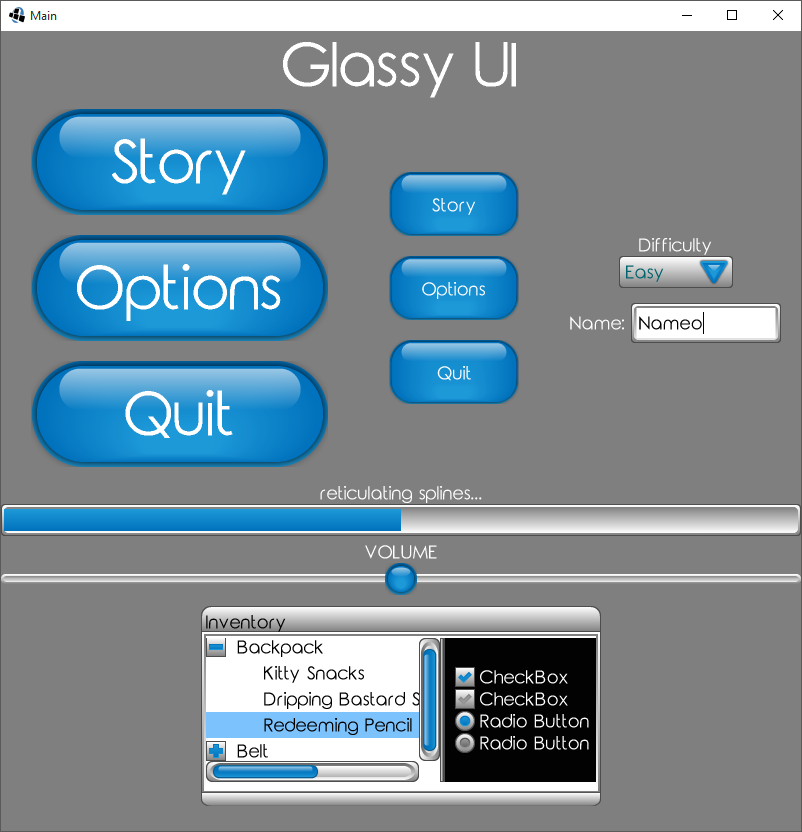 Main
Glassy UI
Story
Options
Quit
Story
Options
Quit
Difficulty
Easy
Name: Nameo
reticulating splines...
VOLUME
Inventory
Backpack
Kitty Snacks
Dripping Bastard S
Redeeming Pencil
Belt
CheckBox
CheckBox
Radio Button
Radio Button